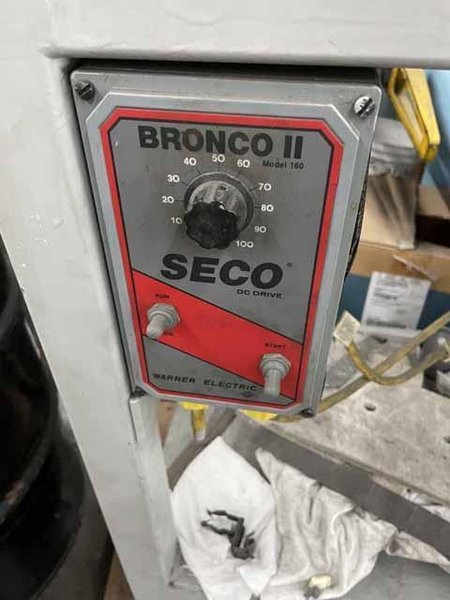 BRONCO II
Model 160
10
20
30
40
50
60
70
80
90
100
SECO®
DC DRIVE
RUN
START
WARNER ELECTRIC